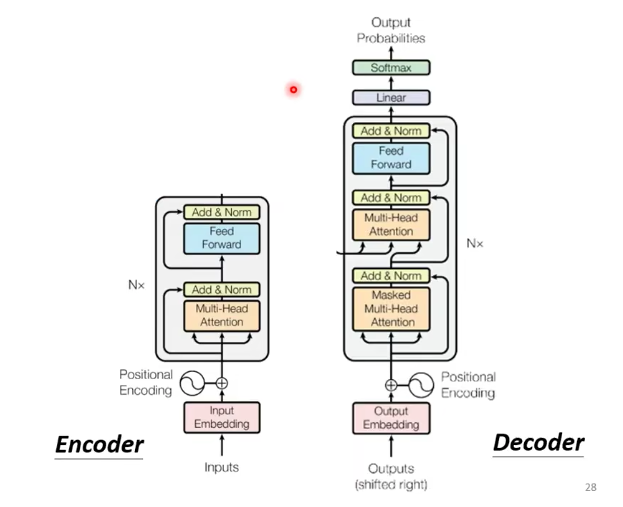 Output
Probabilities
Softmax
Linear
Add & Norm
Feed
Forward
Add & Norm
Multi-Head
Attention
Nx
Add & Norm
Masked
Multi-Head
Attention
Positional
Encoding
Output
Embedding
Outputs
(shifted right)
Decoder
Add & Norm
Feed
Forward
Nx
Add & Norm
Multi-Head
Attention
Positional
Encoding
Input
Embedding
Inputs
Encoder
28